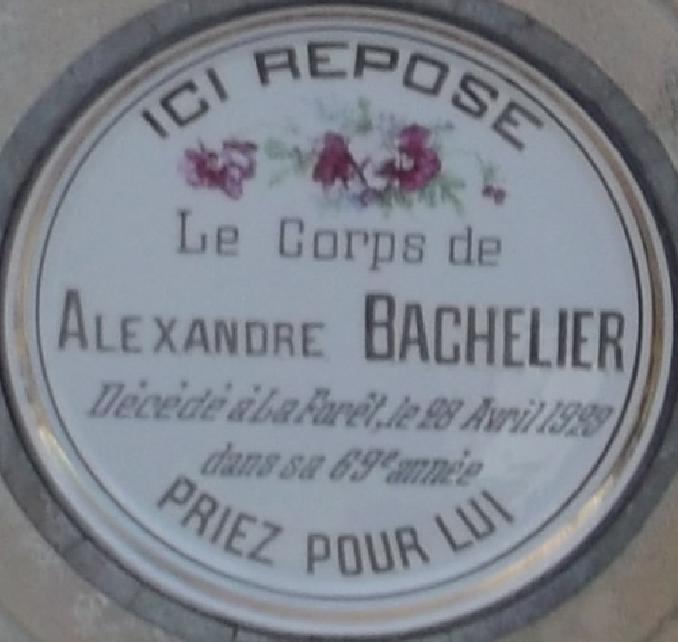 ICI REPOSE
Le Corps de
ALEXANDRE BACHELIER
Décédé à La Forêt, le 28 Avril 1929
dans sa 69e année
PRIEZ POUR LUI